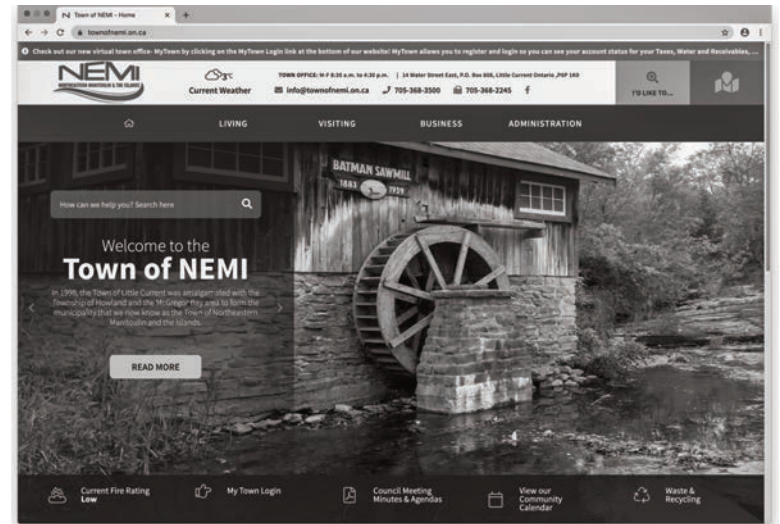 Town of NEMI - Home
townofnemi.on.ca
Check out our new virtual town office- MyTown by clicking on the MyTown Login link at the bottom of our website! MyTown allows you to register and login so you can see your account status for your Taxes, Water and Receivables, ...
NEMI
NORTHEASTERN MANITOULIN & THE ISLANDS
3°C
Current Weather
TOWN OFFICE: M-F 8:30 a.m. to 4:30 p.m. | 14 Water Street East, P.O. Box 608, Little Current Ontario ,P0P 1K0
info@townofnemi.on.ca 705-368-3500 705-368-2245
I'D LIKE TO...
LIVING VISITING BUSINESS ADMINISTRATION
BATMAN SAWMILL
1883 1939
How can we help you? Search here
Welcome to the
Town of NEMI
In 1998, the Town of Little Current was amalgamated with the
Township of Howland and the McGregor Bay area to form the
municipality that we now know as the Town of Northeastern
Manitoulin and the Islands.
READ MORE
Current Fire Rating
Low
My Town Login
Council Meeting
Minutes & Agendas
View our
Community
Calendar
Waste &
Recycling